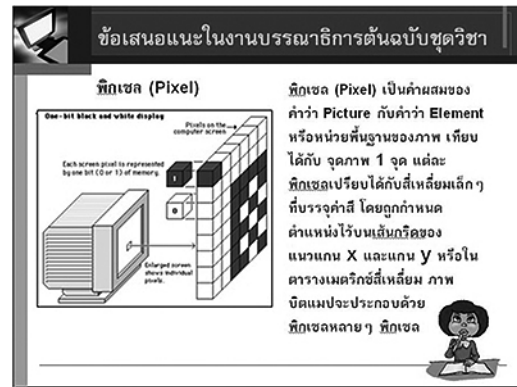 ข้อเสนอแนะในงานบรรณาธิการต้นฉบับชุดวิชา
พิกเซล (Pixel)
One-bit black and white display
Pixels on the
computer screen
Each screen pixel is represented
by one bit (0 or 1) of memory.
1
0
Enlarged screen
shows individual
pixels.
พิกเซล (Pixel) เป็นคำผสมของ
คำว่า Picture กับคำว่า Element
หรือหน่วยพื้นฐานของภาพ เทียบ
ได้กับ จุดภาพ 1 จุด แต่ละ
พิกเซลเปรียบได้กับสี่เหลี่ยมเล็กๆ
ที่บรรจุค่าสี โดยถูกกำหนด
ตำแหน่งไว้บนเส้นกริดของ
แนวแกน x และแกน y หรือใน
ตารางเมตริกซ์สี่เหลี่ยม ภาพ
บิตแมปจะประกอบด้วย
พิกเซลหลายๆ พิกเซล